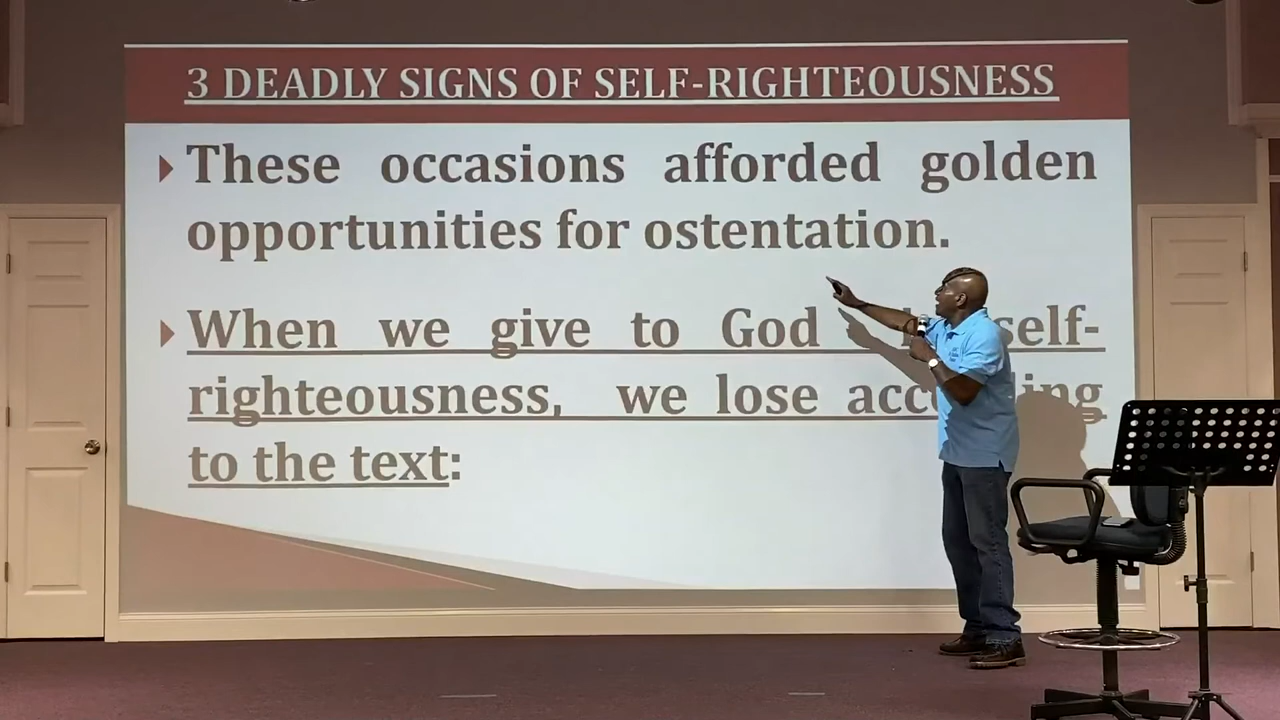 3 DEADLY SIGNS OF SELF-RIGHTEOUSNESS
These occasions afforded golden
opportunities for ostentation.
When we give to God self-
righteousness, we lose
to the text: